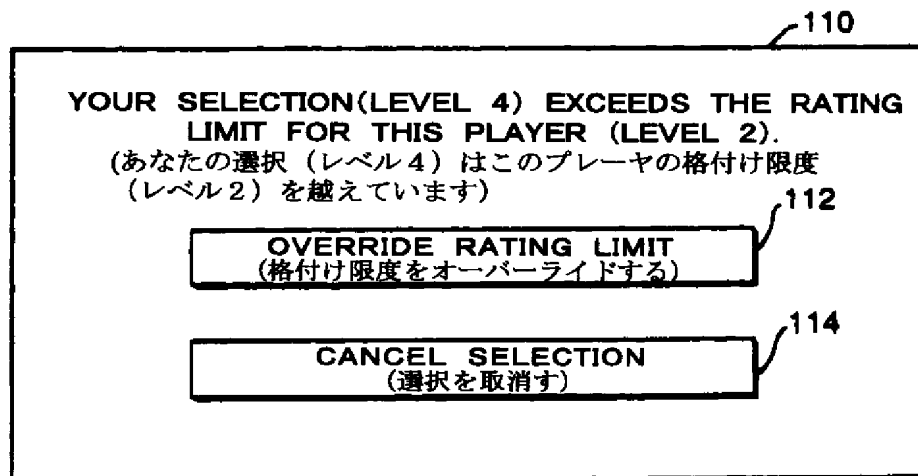 110
YOUR SELECTION(LEVEL 4) EXCEEDS THE RATING
LIMIT FOR THIS PLAYER (LEVEL 2).
(あなたの選択（レベル４）はこのプレーヤの格付け限度
（レベル２）を越えています)
112
OVERRIDE RATING LIMIT
(格付け限度をオーバーライドする)
114
CANCEL SELECTION
(選択を取消す)